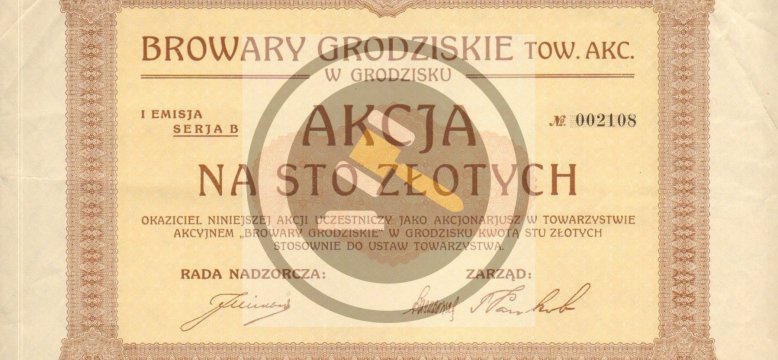 BROWARY GRODZISKIE TOW. AKC.
W GRODZISKU
I EMISJA
SERJA B
№ 002108
AKCJA
NA STO ZŁOTYCH
OKAZICIEL NINIEJSZEJ AKCJI UCZESTNICZY JAKO AKCJONARJUSZ W TOWARZYSTWIE
AKCYJNEM „BROWARY GRODZISKIE” W GRODZISKU KWOTĄ STU ZŁOTYCH
STOSOWNIE DO USTAW TOWARZYSTWA.
RADA NADZORCZA: ZARZĄD: